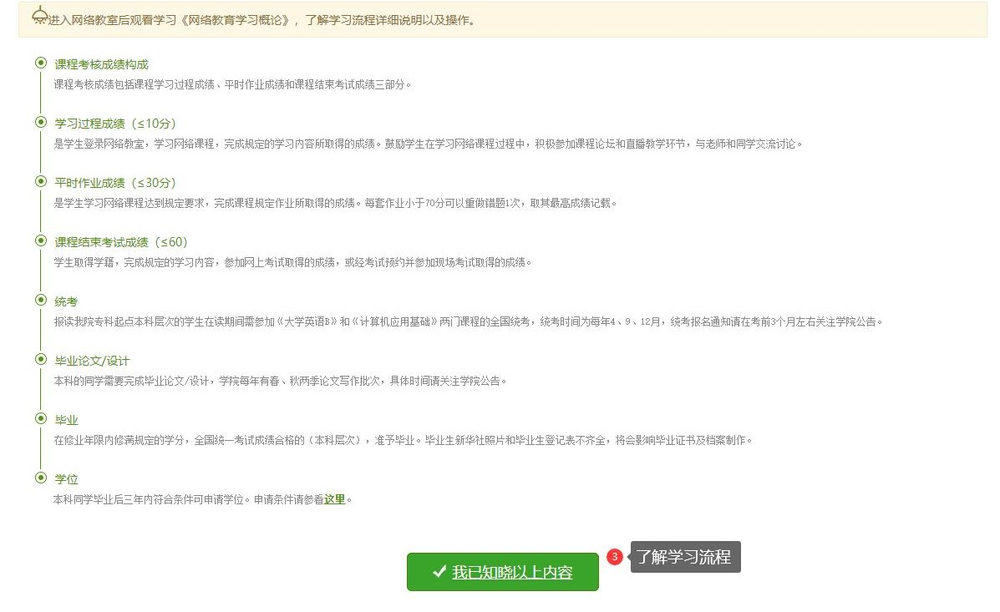 进入网络教室后观看学习《网络教育学习概论》，了解学习流程详细说明以及操作。
课程考核成绩构成
课程考核成绩包括课程学习过程成绩、平时作业成绩和课程结束考试成绩三部分。
学习过程成绩（≤10分）
是学生登录网络教室，学习网络课程，完成规定的学习内容所取得的成绩。鼓励学生在学习网络课程过程中，积极参加课程论坛和直播教学环节，与老师和同学交流讨论。
平时作业成绩（≤30分）
是学生学习网络课程达到规定要求，完成课程规定作业所取得的成绩。每套作业小于70分可以重做错题1次，取其最高成绩记载。
课程结束考试成绩（≤60）
学生取得学籍，完成规定的学习内容，参加网上考试取得的成绩，或经考试预约并参加现场考试取得的成绩。
统考
报读我院专科起点本科层次的学生在读期间需参加《大学英语B》和《计算机应用基础》两门课程的全国统考，统考时间为每年4、9、12月，统考报名通知请在考前3个月左右关注学院公告。
毕业论文/设计
本科的同学需要完成毕业论文/设计，学院每年有春、秋两季论文写作批次，具体时间请关注学院公告。
毕业
在修业年限内修满规定的学分，全国统一考试成绩合格的（本科层次），准予毕业。毕业生新华社照片和毕业生登记表不齐全，将会影响毕业证书及档案制作。
学位
本科同学毕业后三年内符合条件可申请学位。申请条件请参看这里。
我已知晓以上内容
3 了解学习流程